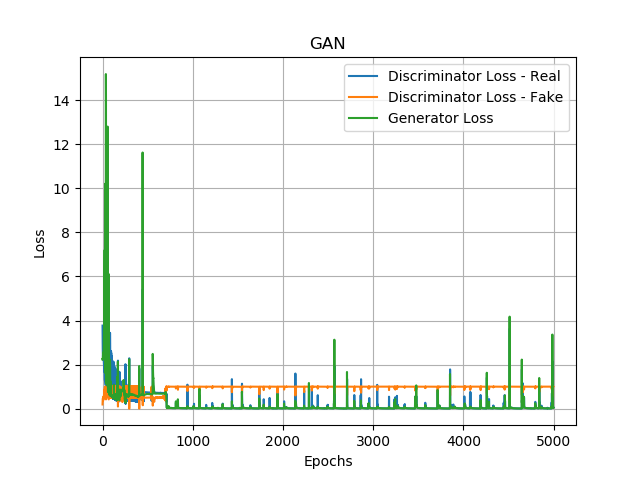 GAN
Discriminator Loss - Real
Discriminator Loss - Fake
Generator Loss
14
12
10
8
6
4
2
0
Loss
0 1000 2000 3000 4000 5000
Epochs